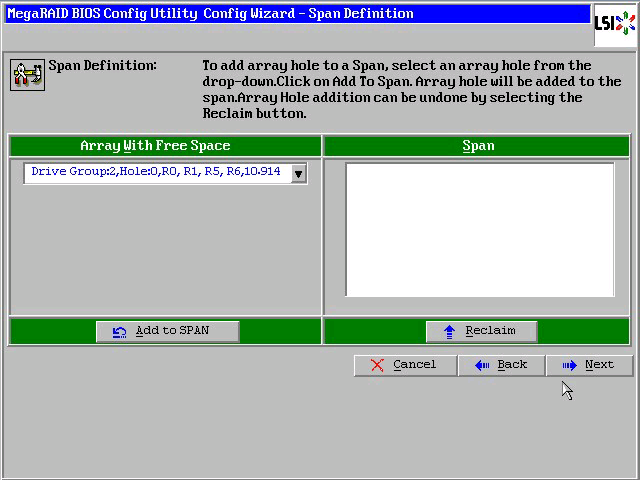 MegaRAID BIOS Config Utility Config Wizard - Span Definition
LSI
Span Definition:
To add array hole to a Span, select an array hole from the
drop-down.Click on Add To Span. Array hole will be added to the
span.Array Hole addition can be undone by selecting the
Reclaim button.
Array With Free Space
Span
Drive Group:2,Hole:0,R0, R1, R5, R6,10.914
Add to SPAN
Reclaim
Cancel
Back
Next